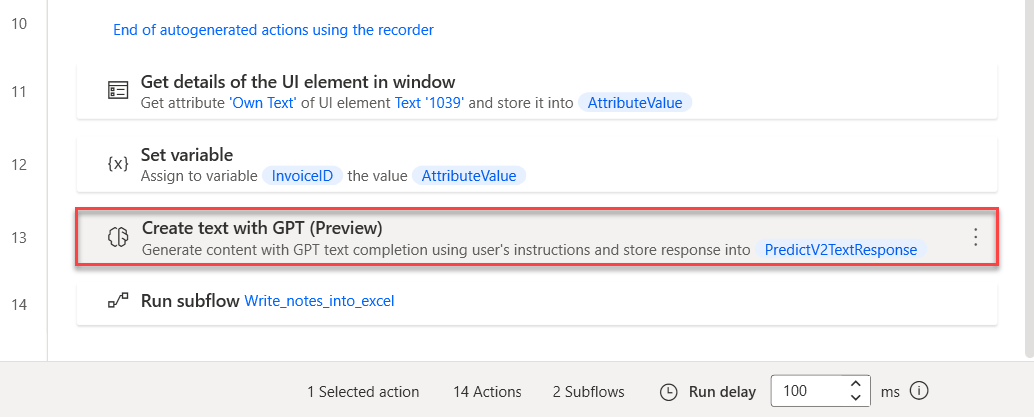 10
End of autogenerated actions using the recorder
11
Get details of the UI element in window
Get attribute 'Own Text' of UI element Text '1039' and store it into AttributeValue
12
{x}
Set variable
Assign to variable InvoiceID the value AttributeValue
13
Create text with GPT (Preview)
Generate content with GPT text completion using user's instructions and store response into PredictV2TextResponse
14
Run subflow Write_notes_into_excel
1 Selected action 14 Actions 2 Subflows Run delay 100 ms